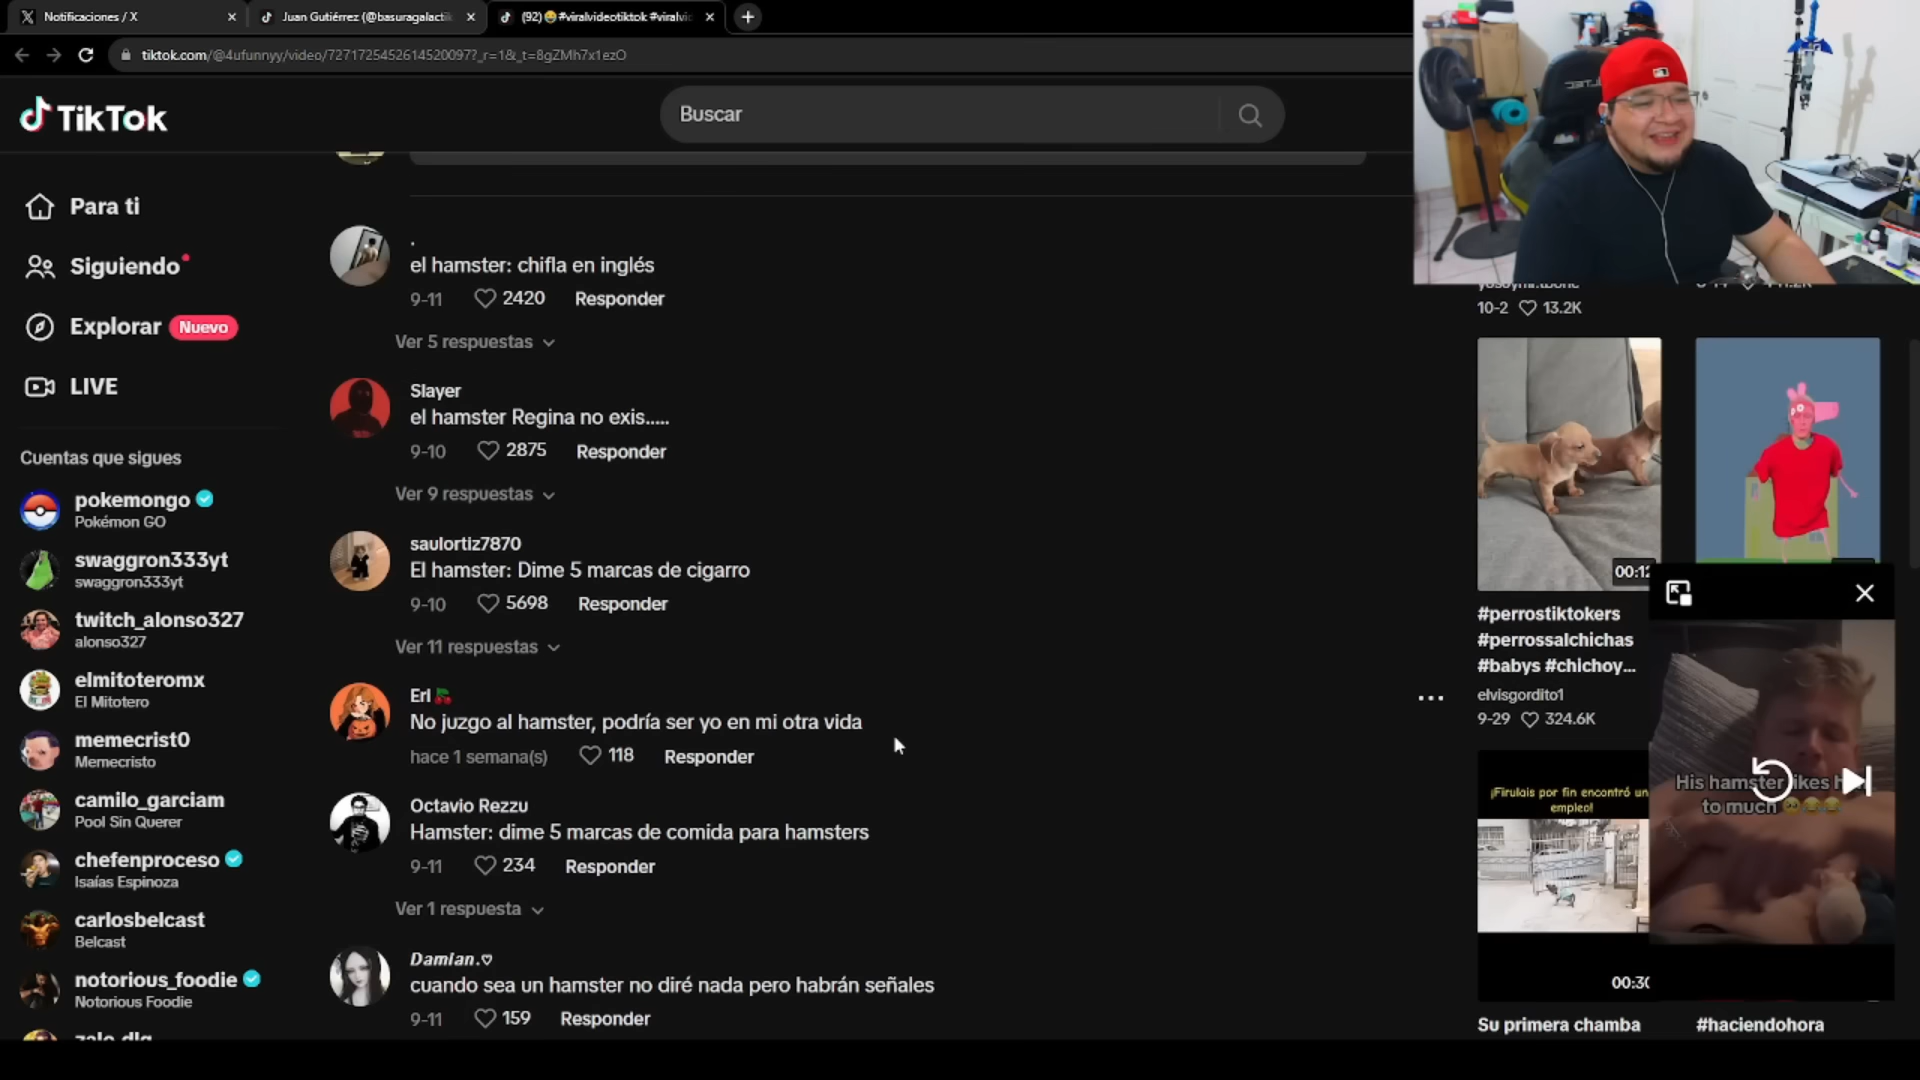 Notificaciones / X
Juan Gutiérrez (@basuragalacti
(92)😂#viralvideotiktok #viralvi
tiktok.com/@4ufunnyy/video/7271725452614520097?_r=1&_t=8gZMh7x1ezO
TikTok
Buscar
Para ti
Siguiendo
Explorar Nuevo
LIVE
Cuentas que sigues
pokemongo
Pokémon GO
swaggron333yt
swaggron333yt
twitch_alonso327
alonso327
elmitoteromx
El Mitotero
memecrist0
Memecristo
camilo_garciam
Pool Sin Querer
chefenproceso
Isaías Espinoza
carlosbelcast
Belcast
notorious_foodie
Notorious Foodie
.
el hamster: chifla en inglés
9-11 2420 Responder
Ver 5 respuestas
Slayer
el hamster Regina no exis.....
9-10 2875 Responder
Ver 9 respuestas
saulortiz7870
El hamster: Dime 5 marcas de cigarro
9-10 5698 Responder
Ver 11 respuestas
Erl🍒
No juzgo al hamster, podría ser yo en mi otra vida
hace 1 semana(s) 118 Responder
Octavio Rezzu
Hamster: dime 5 marcas de comida para hamsters
9-11 234 Responder
Ver 1 respuesta
Damlan.♡
cuando sea un hamster no diré nada pero habrán señales
9-11 159 Responder
10-2 13.2K
00:12
#perrostiktokers
#perrossalchichas
#babys #chichoy...
elvisgordito1
9-29 324.6K
¡Firulais por fin encontró un
empleo!
00:30
Su primera chamba
#haciendohora
His hamster likes
to much 🥹😂😂